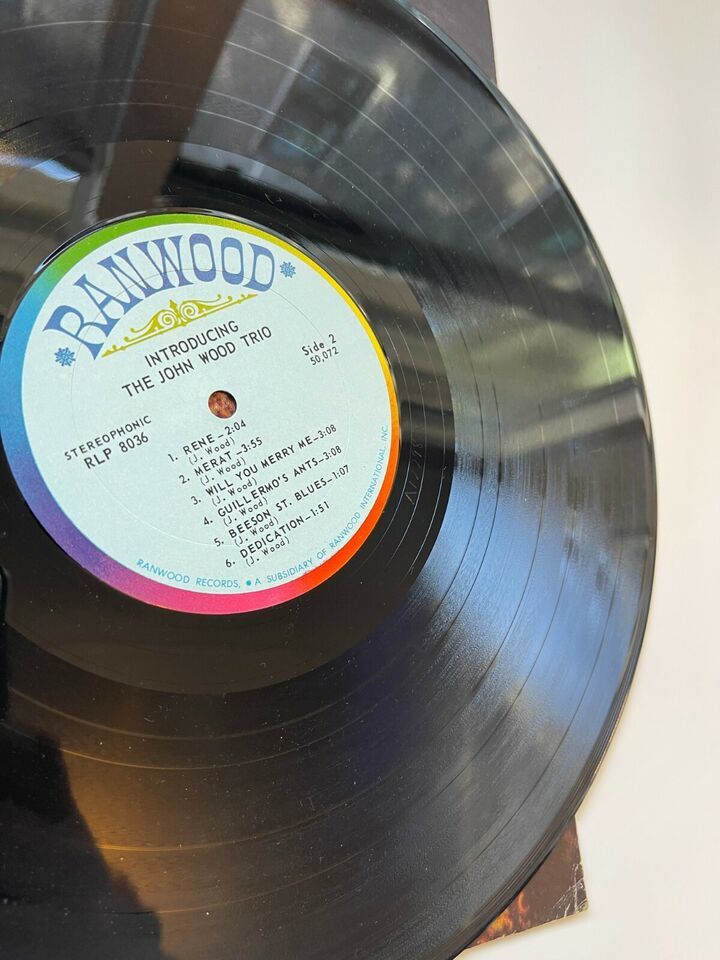 RANWOOD
INTRODUCING
THE JOHN WOOD TRIO
Side 2
50,072
STEREOPHONIC
RLP 8036
1. RENE–2:04
(J. Wood)
2. MERAT–3:55
(J. Wood)
3. WILL YOU MERRY ME–3:08
(J. Wood)
4. GUILLERMO'S ANTS–3:08
(J. Wood)
5. BEESON ST. BLUES–1:07
(J. Wood)
6. DEDICATION–1:51
(J. Wood)
RANWOOD RECORDS, • A SUBSIDIARY OF RANWOOD INTERNATIONAL, INC.